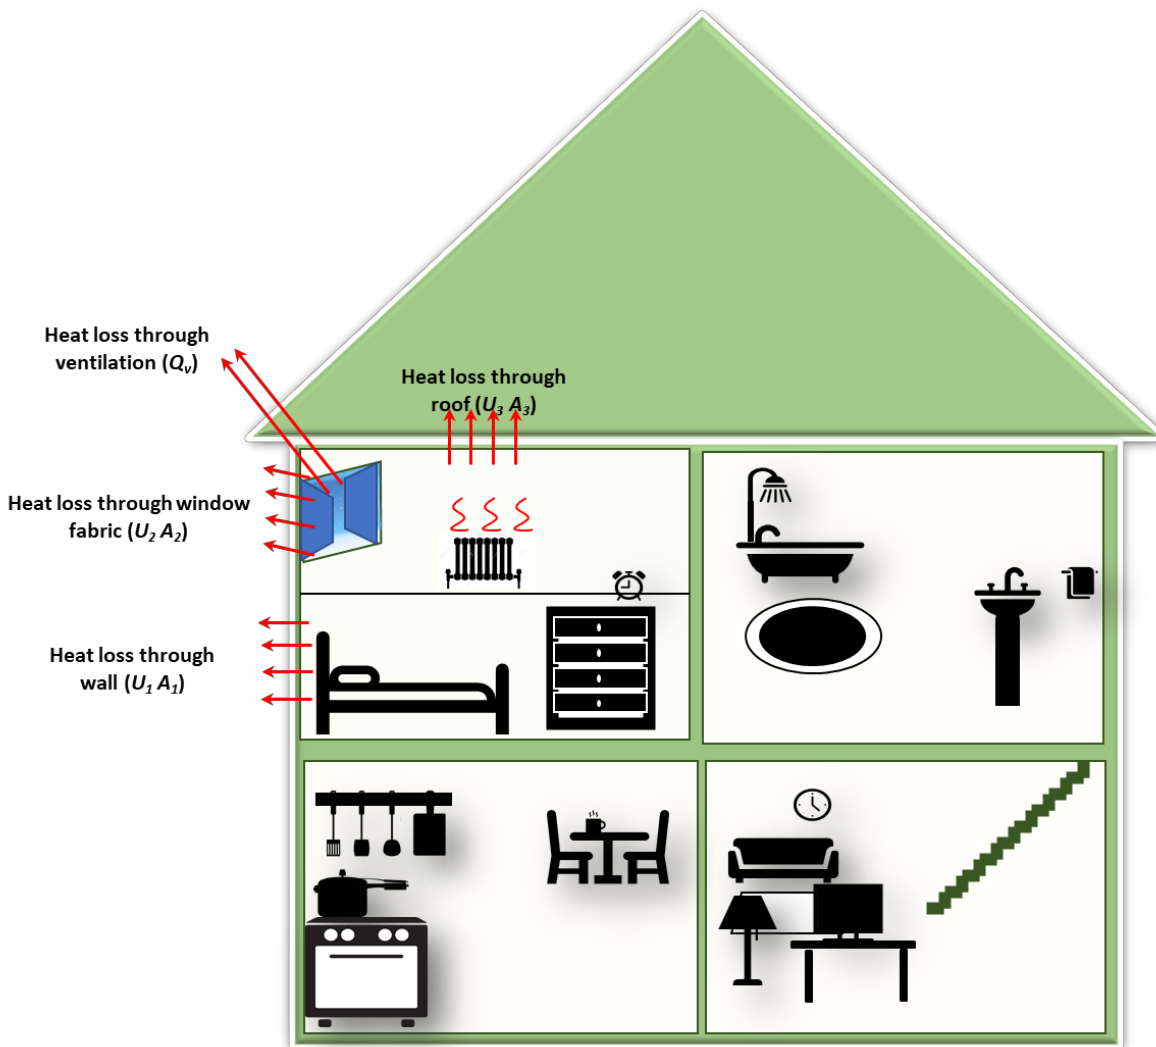 Heat loss through
ventilation (Qᵥ)
Heat loss through
roof (U₃ A₃)
Heat loss through window
fabric (U₂ A₂)
Heat loss through
wall (U₁ A₁)